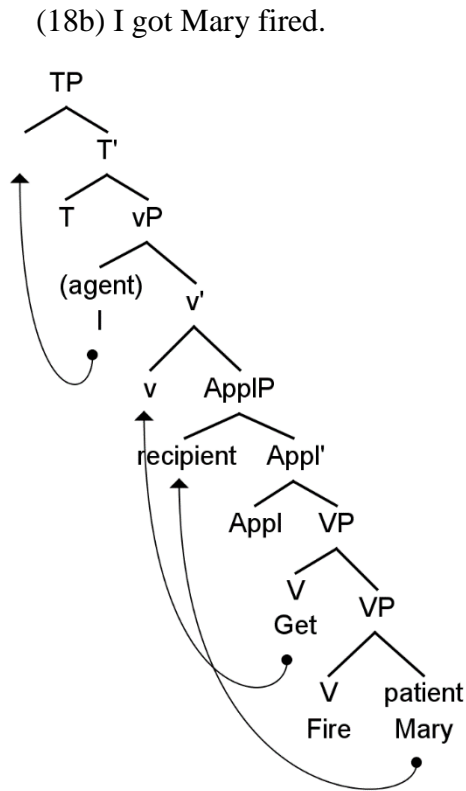 (18b) I got Mary fired.
TP
T'
T vP
(agent)
I
v'
v ApplP
recipient Appl'
Appl VP
V
Get
VP
V patient
Fire Mary